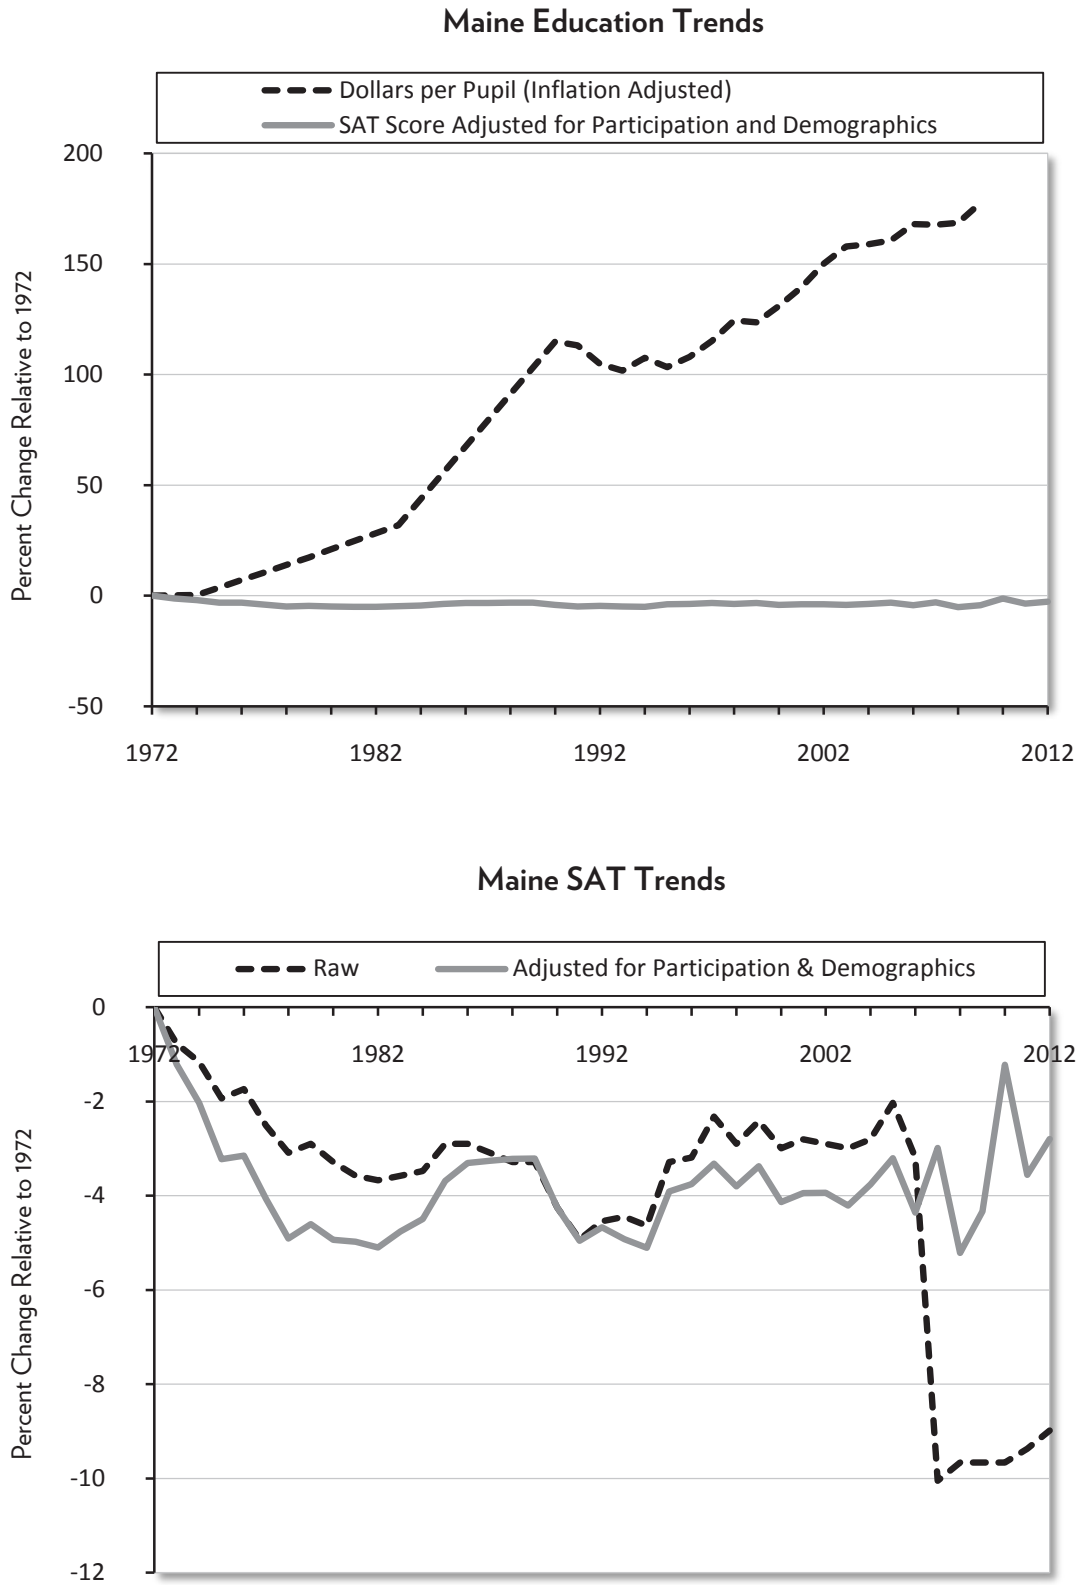 Maine Education Trends
Dollars per Pupil (Inflation Adjusted)
SAT Score Adjusted for Participation and Demographics
Percent Change Relative to 1972
200
150
100
50
0
-50
1972 1982 1992 2002 2012
Maine SAT Trends
Raw Adjusted for Participation & Demographics
Percent Change Relative to 1972
0
1972 1982 1992 2002 2012
-2
-4
-6
-8
-10
-12